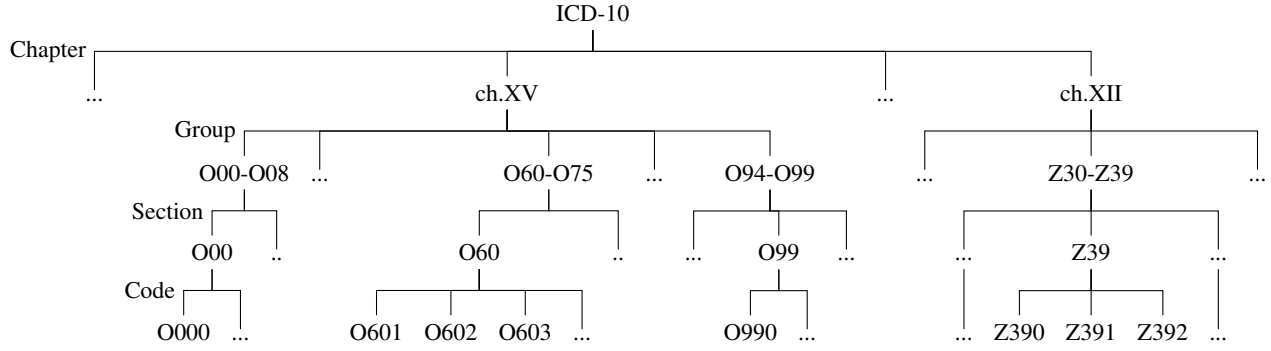 ICD-10
Chapter
... ch.XV ... ch.XII
Group
O00-O08 ... O60-O75 ... O94-O99 ... Z30-Z39 ...
Section
O00 .. O60 .. ... O99 ... ... Z39 ...
Code
O000 ... O601 O602 O603 ... O990 ... ... Z390 Z391 Z392 ...